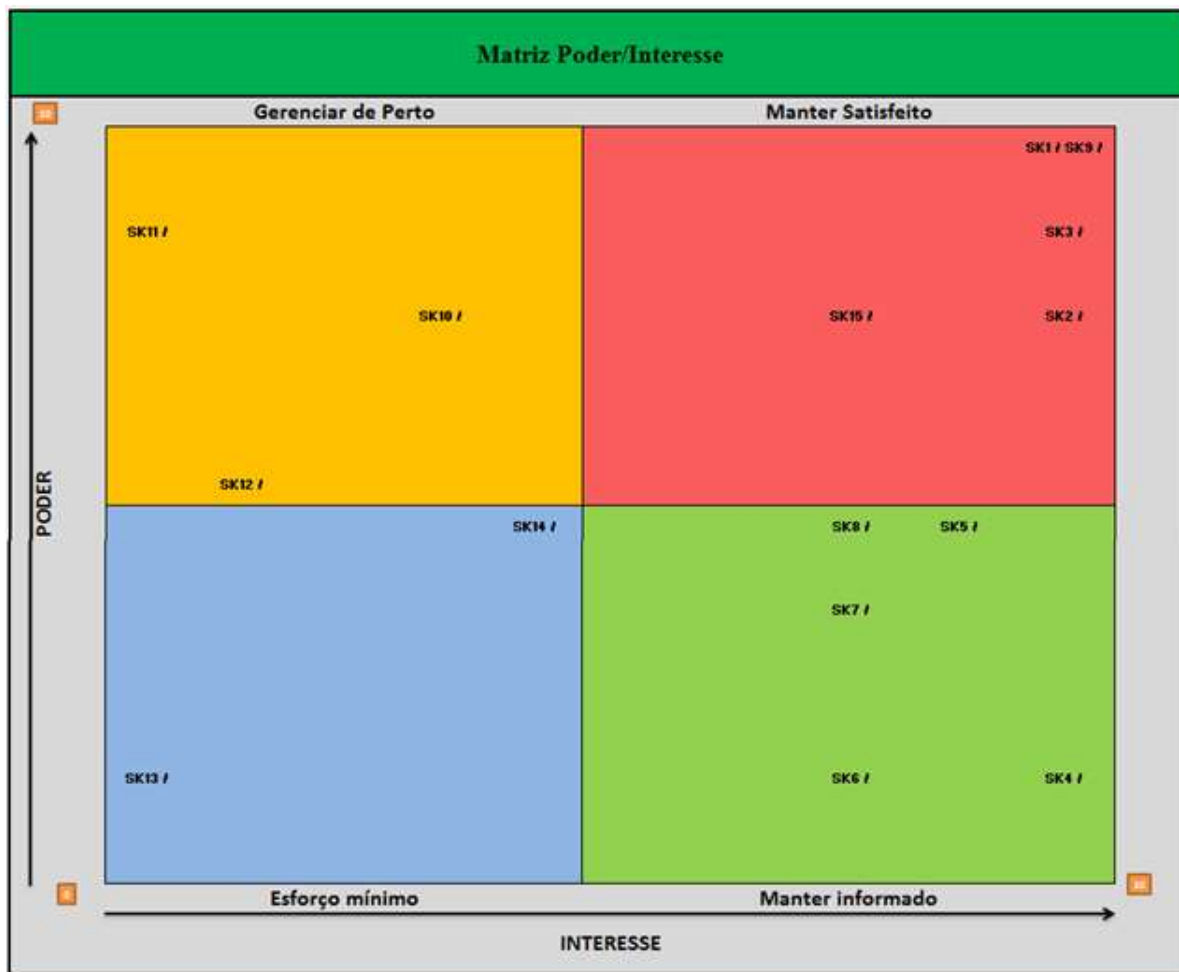 Matriz Poder/Interesse
Gerenciar de Perto
Manter Satisfeito
SK1 / SK9 /
SK11 /
SK3 /
SK10 /
SK15 /
SK2 /
SK12 /
PODER
SK14 /
SK8 /
SK5 /
SK7 /
SK13 /
SK6 /
SK4 /
Esforço mínimo
Manter informado
INTERESSE